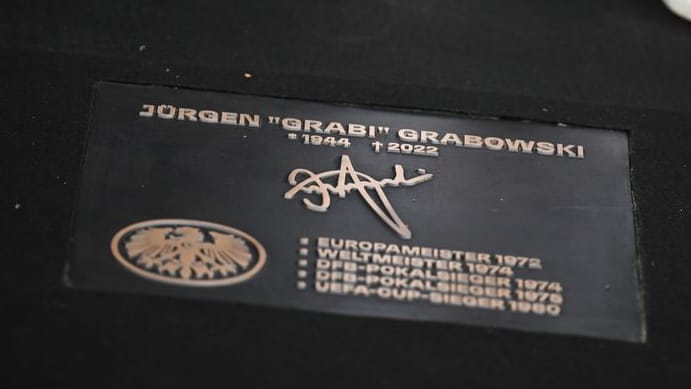 JÜRGEN "GRABI" GRABOWSKI
*1944 †2022
EUROPAMEISTER 1972
WELTMEISTER 1974
DFB-POKALSIEGER 1974
DFB-POKALSIEGER 1975
UEFA-CUP-SIEGER 1980